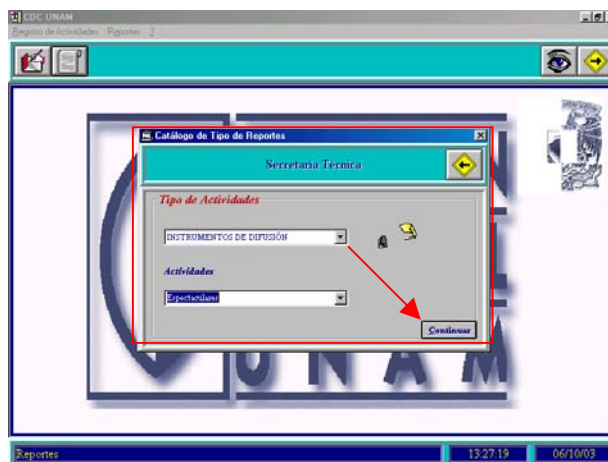 CDC UNAM
Registro de Actividades Reportes
Catálogo de Tipo de Reportes
Secretaria Técnica
Tipo de Actividades
INSTRUMENTOS DE DIFUSIÓN
Actividades
Espectaculares
Continuar
UNAM
Reportes 13:27:19 06/10/03